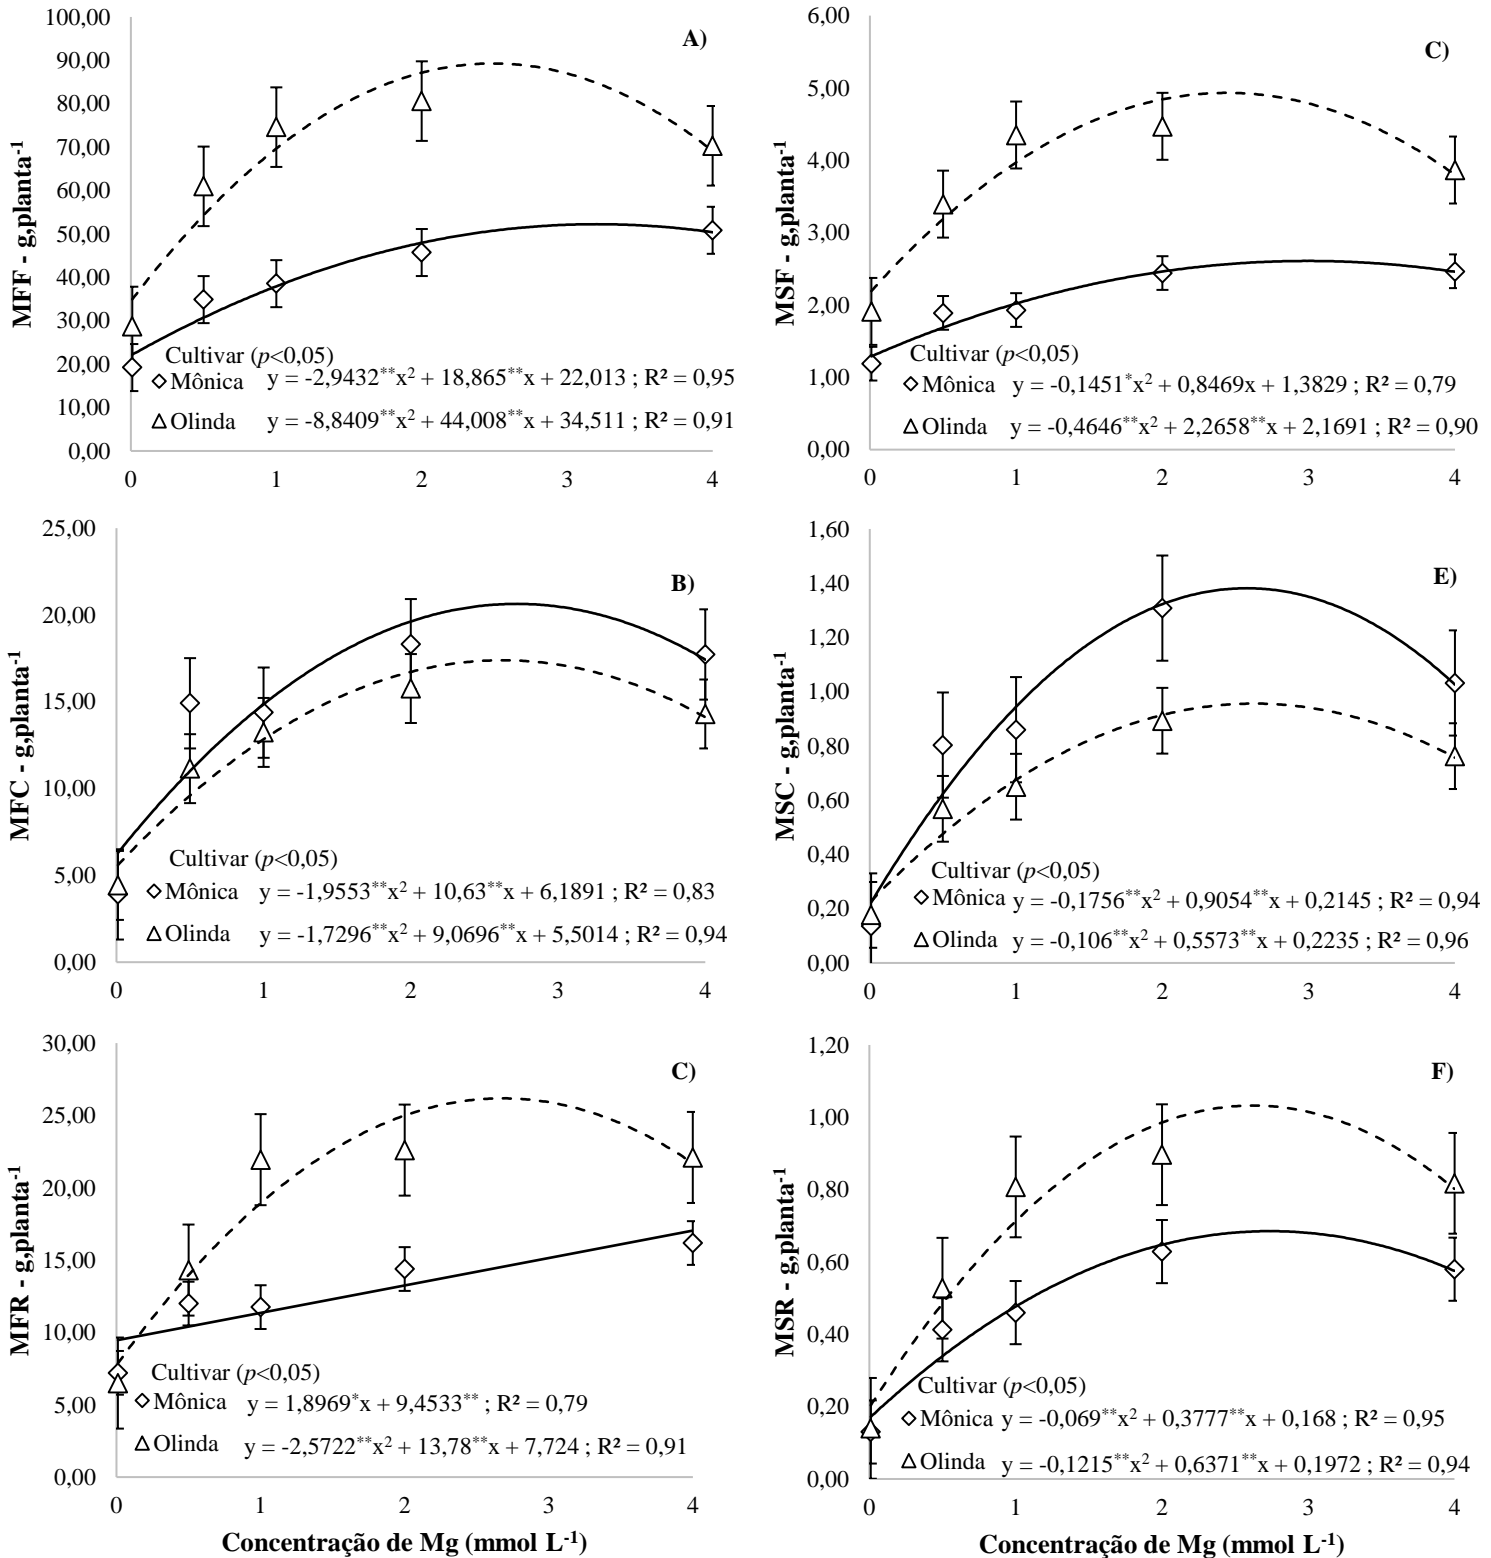 A)
MFF - g,planta-1
100,00
90,00
80,00
70,00
60,00
50,00
40,00
30,00
20,00
10,00
0,00
Cultivar (p<0,05)
Mônica y = -2,9432**x2 + 18,865**x + 22,013 ; R² = 0,95
Olinda y = -8,8409**x2 + 44,008**x + 34,511 ; R² = 0,91
0 1 2 3 4
C)
MSF - g,planta-1
6,00
5,00
4,00
3,00
2,00
1,00
0,00
Cultivar (p<0,05)
Mônica y = -0,1451*x2 + 0,8469x + 1,3829 ; R² = 0,79
Olinda y = -0,4646**x2 + 2,2658**x + 2,1691 ; R² = 0,90
0 1 2 3 4
B)
MFC - g,planta-1
25,00
20,00
15,00
10,00
5,00
0,00
Cultivar (p<0,05)
Mônica y = -1,9553**x2 + 10,63**x + 6,1891 ; R² = 0,83
Olinda y = -1,7296**x2 + 9,0696**x + 5,5014 ; R² = 0,94
0 1 2 3 4
E)
MSC - g,planta-1
1,60
1,40
1,20
1,00
0,80
0,60
0,40
0,20
0,00
Cultivar (p<0,05)
Mônica y = -0,1756**x2 + 0,9054**x + 0,2145 ; R² = 0,94
Olinda y = -0,106**x2 + 0,5573**x + 0,2235 ; R² = 0,96
0 1 2 3 4
C)
MFR - g,planta-1
30,00
25,00
20,00
15,00
10,00
5,00
0,00
Cultivar (p<0,05)
Mônica y = 1,8969*x + 9,4533** ; R² = 0,79
Olinda y = -2,5722**x2 + 13,78**x + 7,724 ; R² = 0,91
0 1 2 3 4
Concentração de Mg (mmol L-1)
F)
MSR - g,planta-1
1,20
1,00
0,80
0,60
0,40
0,20
0,00
Cultivar (p<0,05)
Mônica y = -0,069**x2 + 0,3777**x + 0,168 ; R² = 0,95
Olinda y = -0,1215**x2 + 0,6371**x + 0,1972 ; R² = 0,94
0 1 2 3 4
Concentração de Mg (mmol L-1)